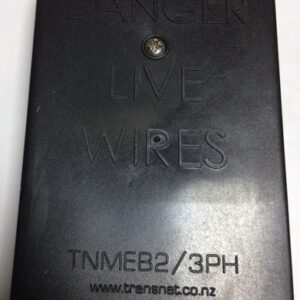 DANGER
LIVE
WIRES
TNMEB2/3PH
www.transnet.co.nz